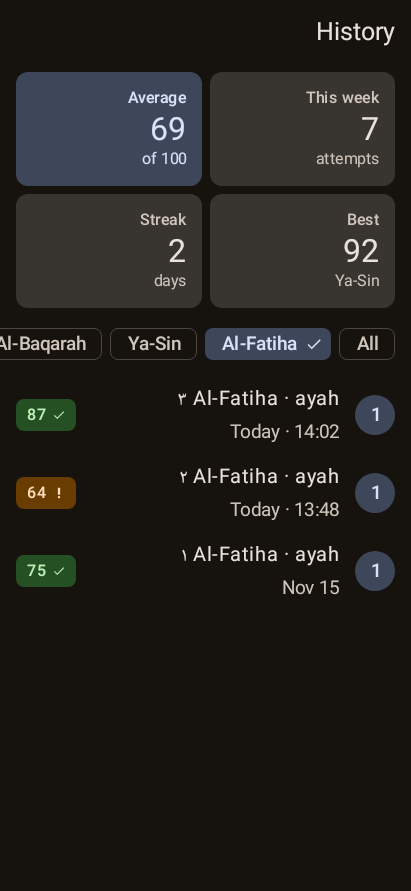 History
This week
7
attempts
Average
69
of 100
Best
92
Ya-Sin
Streak
2
days
All
Al-Fatiha
Ya-Sin
Al-Baqarah
1
Al-Fatiha · ayah ٣
Today · 14:02
87
1
Al-Fatiha · ayah ٢
Today · 13:48
64 !
1
Al-Fatiha · ayah ١
Nov 15
75